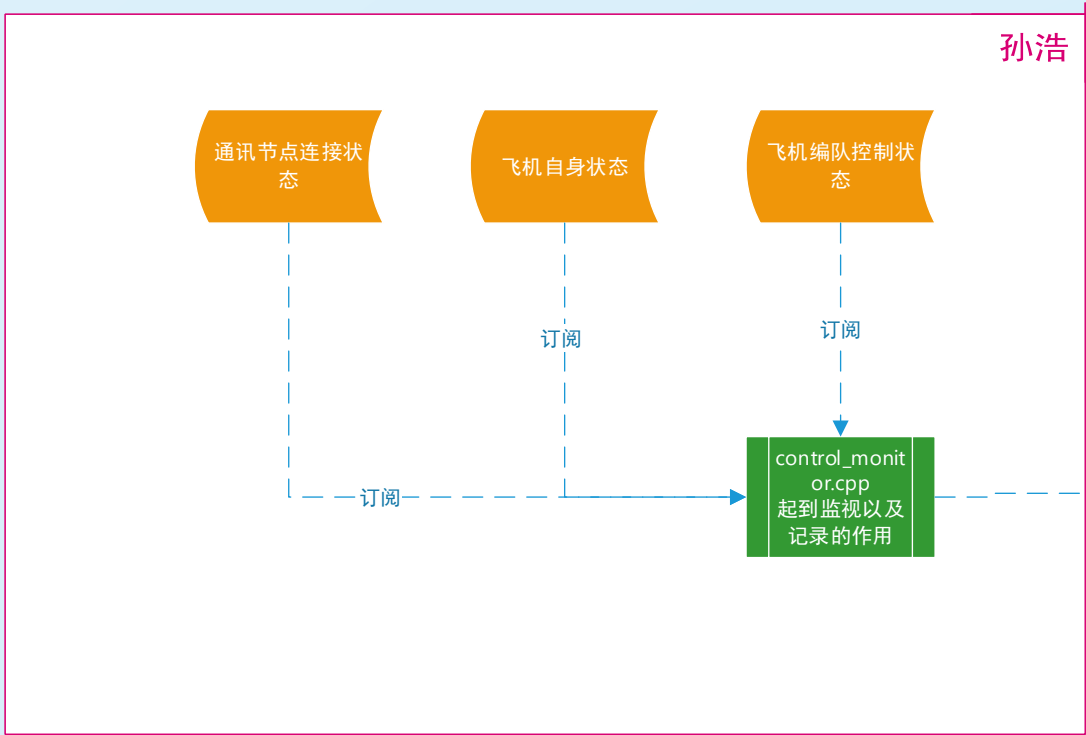 孙浩
通讯节点连接状
态
飞机自身状态
飞机编队控制状
态
订阅
订阅
订阅
control_monit
or.cpp
起到监视以及
记录的作用